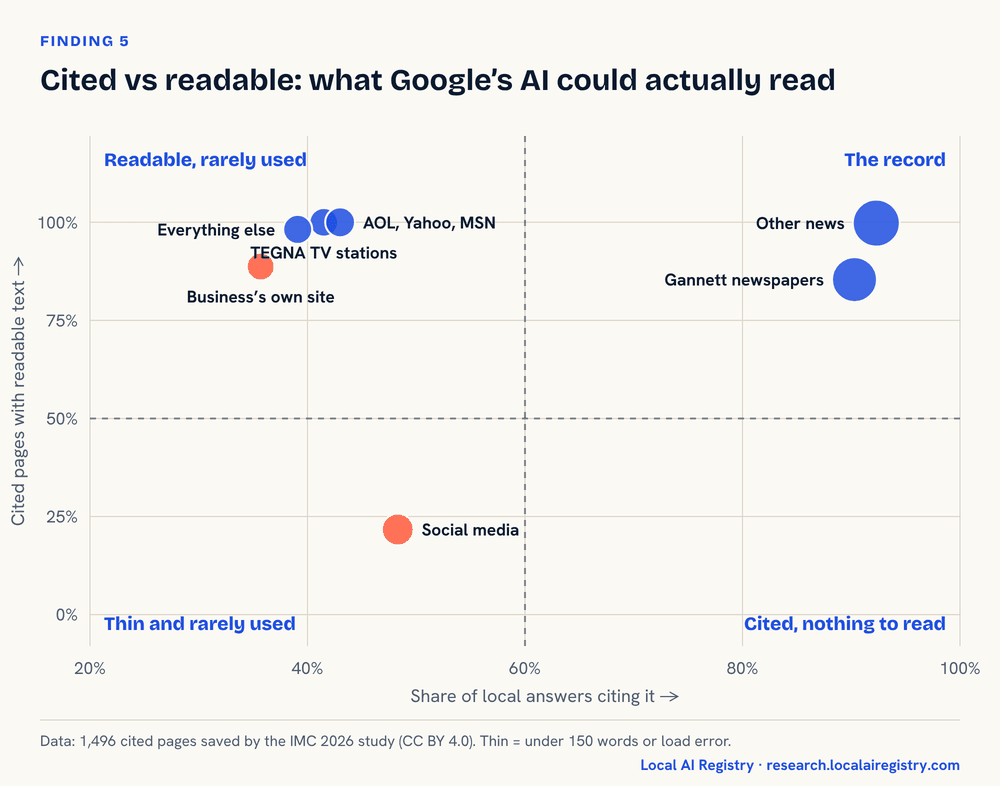 FINDING 5
Cited vs readable: what Google’s AI could actually read
Readable, rarely used
The record
100%
Everything else
AOL, Yahoo, MSN
Other news
TEGNA TV stations
Gannett newspapers
Business’s own site
75%
Cited pages with readable text →
50%
25%
Social media
0%
Thin and rarely used
Cited, nothing to read
20%
40%
60%
80%
100%
Share of local answers citing it →
Data: 1,496 cited pages saved by the IMC 2026 study (CC BY 4.0). Thin = under 150 words or load error.
Local AI Registry · research.localairegistry.com